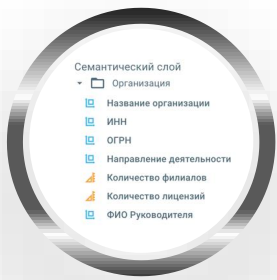 Семантический слой
Организация
Название организации
ИНН
ОГРН
Направление деятельности
Количество филиалов
Количество лицензий
ФИО Руководителя